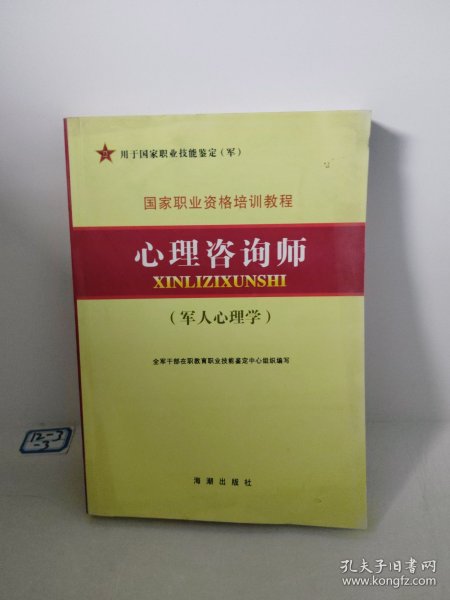 用于国家职业技能鉴定（军）
国家职业资格培训教程
心理咨询师
XINLIZIXUNSHI
（军人心理学）
全军干部在职教育职业技能鉴定中心组织编写
海潮出版社
12-3
-3
孔夫子旧书网
www.kongfz.com